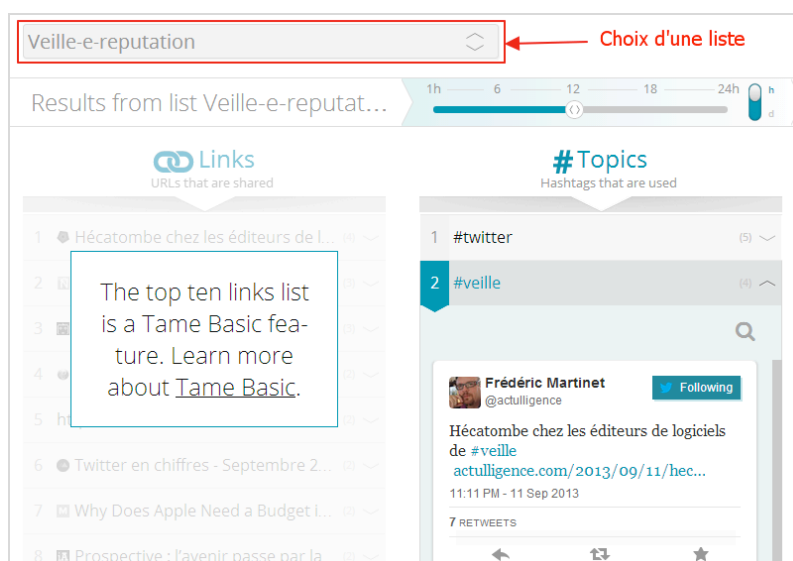 Veille-e-reputation
Choix d'une liste
Results from list Veille-e-reputat...
1h 6 12 18 24h h
d
Links
URLs that are shared
1 Hécatombe chez les éditeurs de l... (4)
2
3
4
5
6 Twitter en chiffres - Septembre 2...
7 Why Does Apple Need a Budget I...
8 Prospective : l'avenir passe par la
The top ten links list
is a Tame Basic fea-
ture. Learn more
about Tame Basic.
#Topics
Hashtags that are used
1 #twitter (5)
2 #veille (4)
Frédéric Martinet
@actulligence
Following
Hécatombe chez les éditeurs de logiciels
de #veille
actulligence.com/2013/09/11/hec...
11:11 PM - 11 Sep 2013
7 RETWEETS